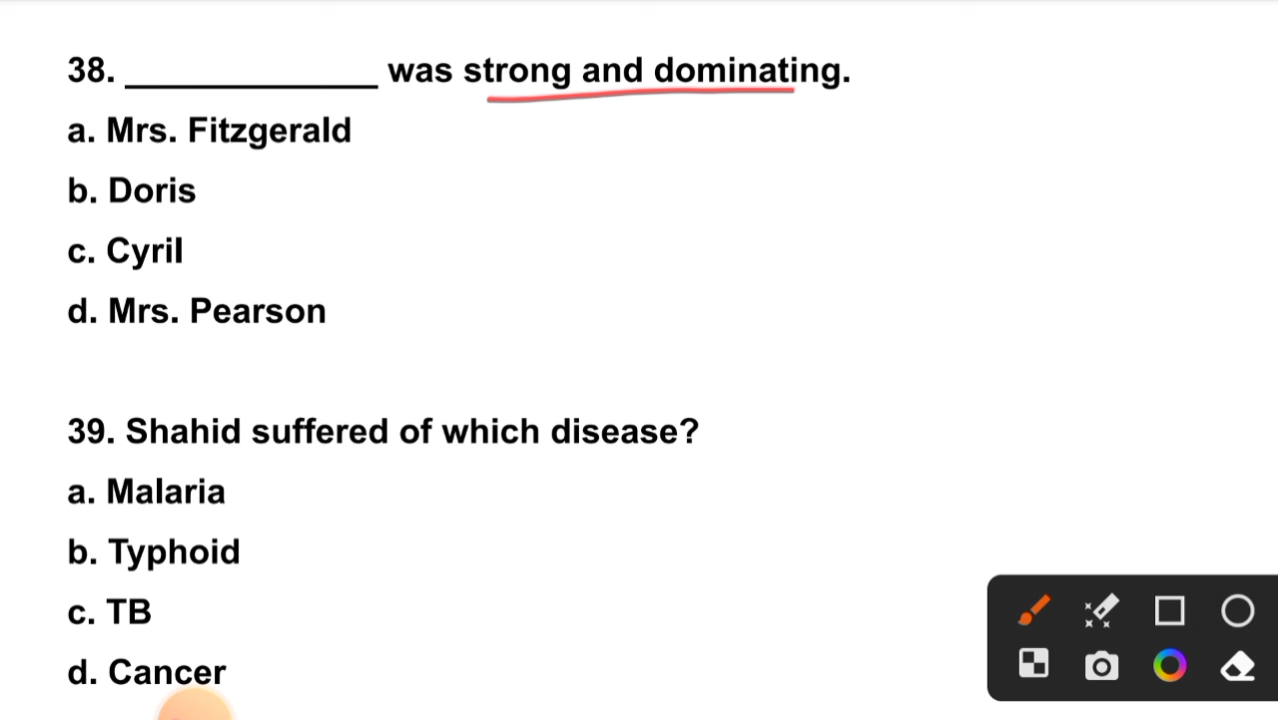 38. _____________ was strong and dominating.
a. Mrs. Fitzgerald
b. Doris
c. Cyril
d. Mrs. Pearson
39. Shahid suffered of which disease?
a. Malaria
b. Typhoid
c. TB
d. Cancer